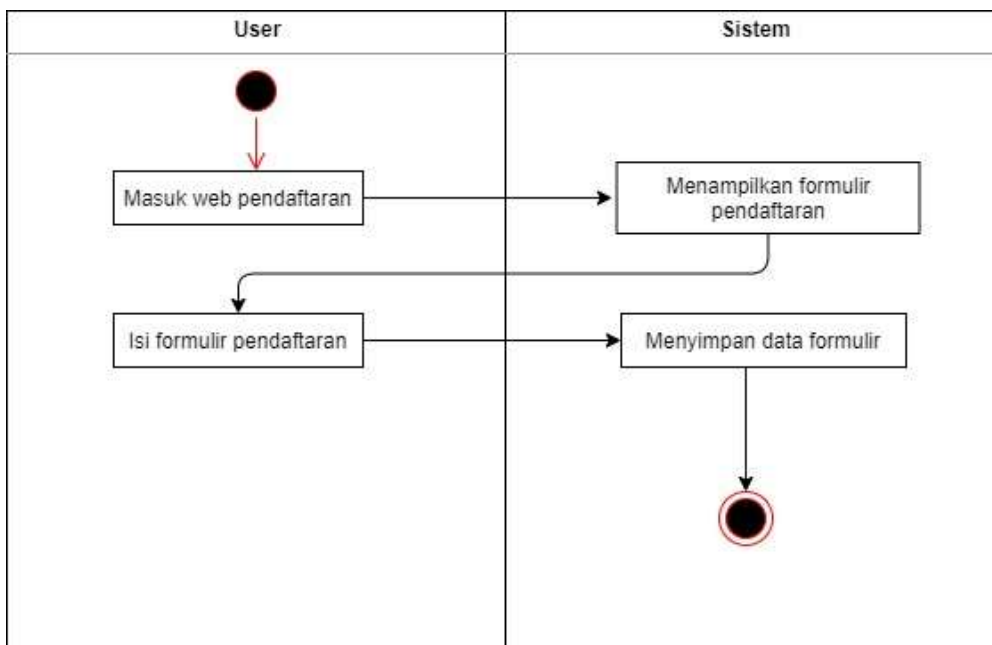 User
Sistem
Masuk web pendaftaran
Menampilkan formulir
pendaftaran
Isi formulir pendaftaran
Menyimpan data formulir